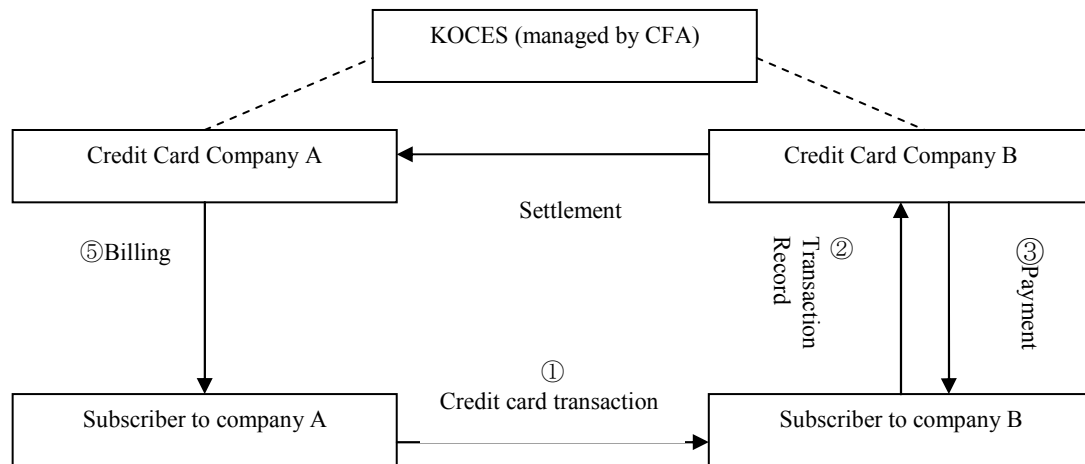 KOCES (managed by CFA)
Credit Card Company A
Credit Card Company B
Settlement
⑤Billing
②
Transaction
Record
③Payment
①
Credit card transaction
Subscriber to company A
Subscriber to company B